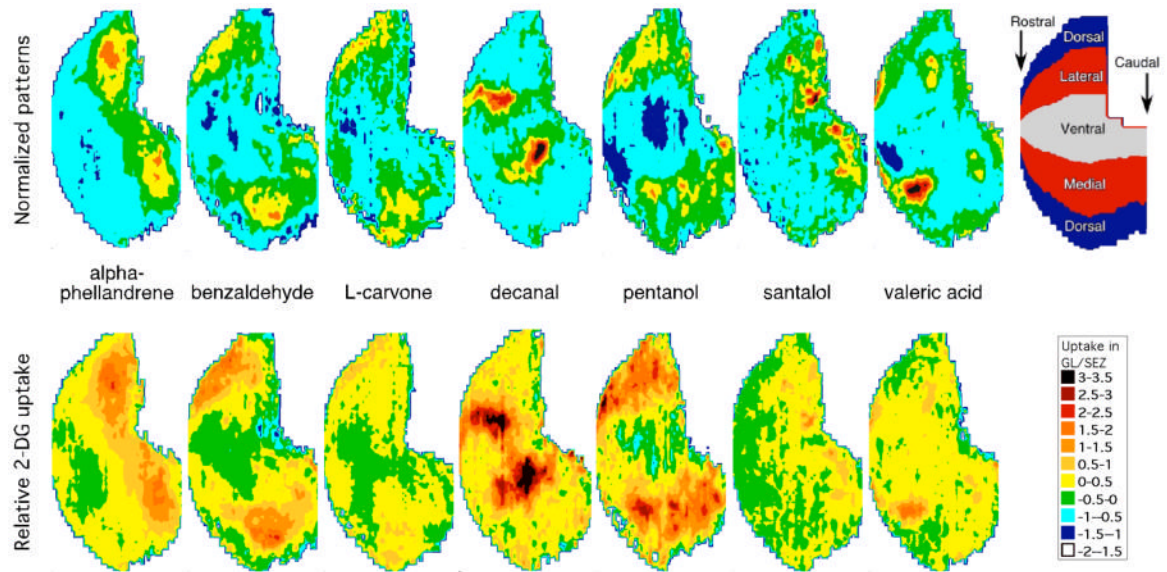 Normalized patterns
Rostral
Dorsal
Caudal
Lateral
Ventral
Medial
Dorsal
alpha-
phellandrene
benzaldehyde
L-carvone
decanal
pentanol
santalol
valeric acid
Relative 2-DG uptake
Uptake in
GL/SEZ
3-3.5
2.5-3
2-2.5
1.5-2
1-1.5
0.5-1
0-0.5
-0.5-0
-1--0.5
-1.5--1
-2--1.5